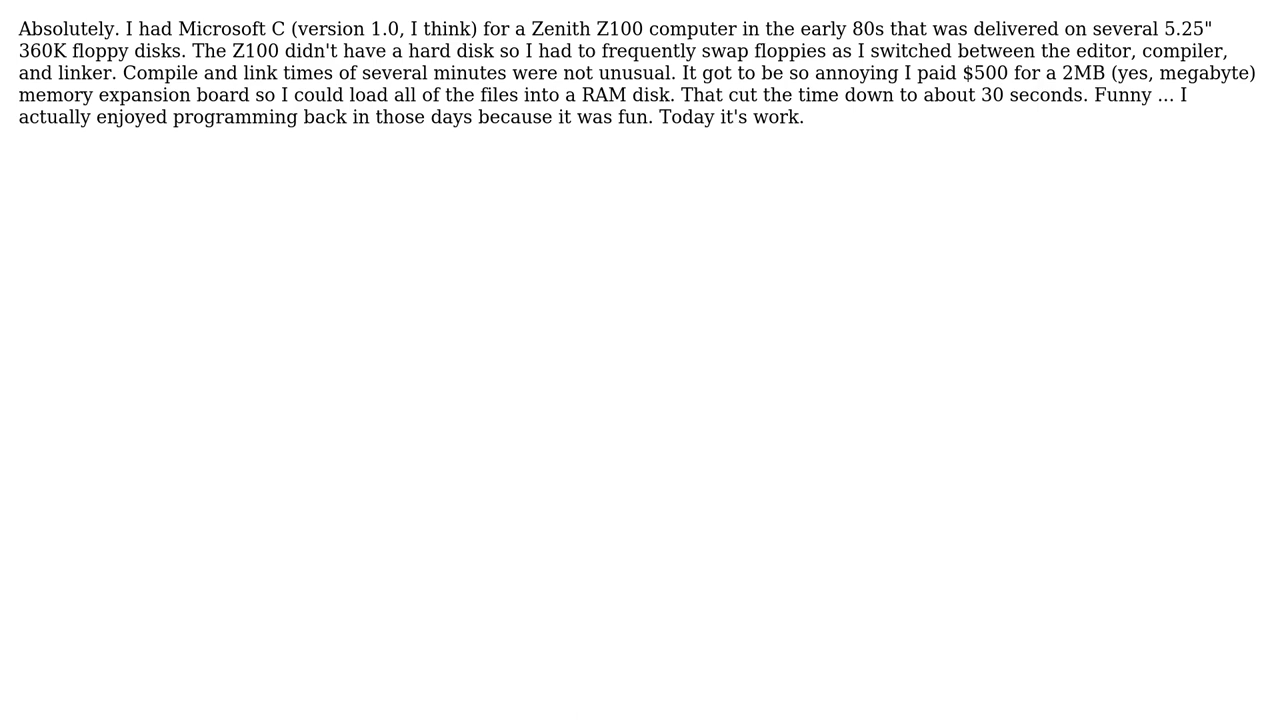 Absolutely. I had Microsoft C (version 1.0, I think) for a Zenith Z100 computer in the early 80s that was delivered on several 5.25"
360K floppy disks. The Z100 didn't have a hard disk so I had to frequently swap floppies as I switched between the editor, compiler,
and linker. Compile and link times of several minutes were not unusual. It got to be so annoying I paid $500 for a 2MB (yes, megabyte)
memory expansion board so I could load all of the files into a RAM disk. That cut the time down to about 30 seconds. Funny ... I
actually enjoyed programming back in those days because it was fun. Today it's work.